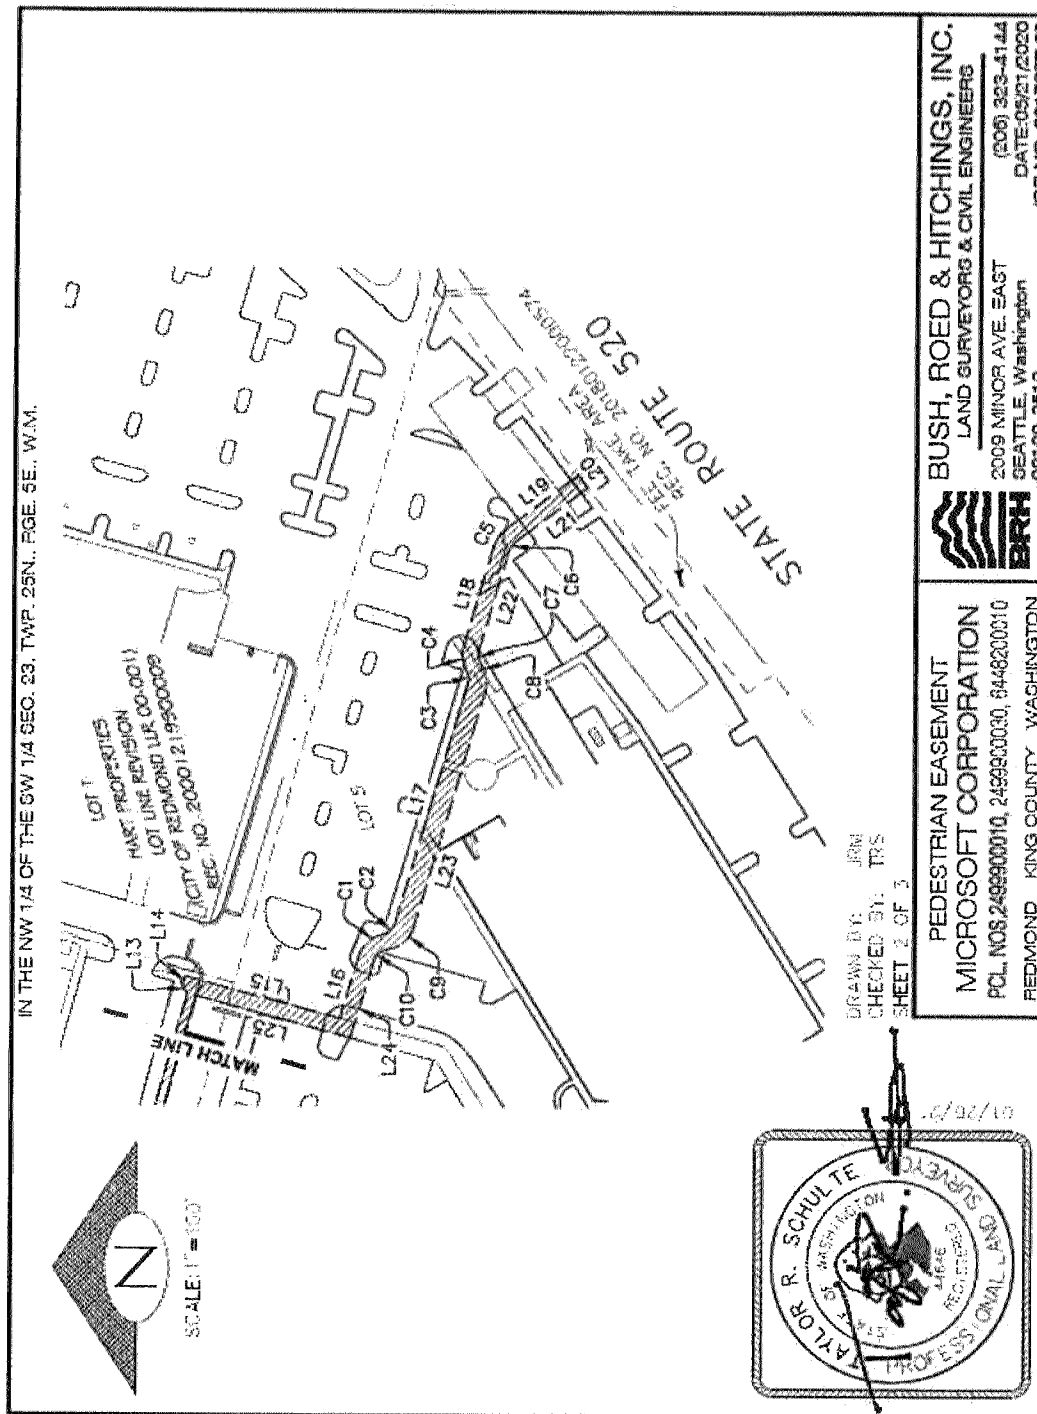 IN THE NW 1/4 OF THE SW 1/4 SEC. 23, TWP. 25N., RGE. 5E., W.M.
N
SCALE: 1" = 100'
MATCH LINE
L13
L14
L15
L25
L16
L24
C1
C2
C10
C9
L17
L23
C3
C4
C7
C8
L18
L22
C5
C6
L19
L20
L21
LOT 1
HART PROPERTIES
LOT LINE REVISION
CITY OF REDMOND LLR 00-001
REC. NO. 20001219900009
LOT 5
FEE TAKE AREA
REC. NO. 20180122000574
STATE ROUTE 520
DRAWN BY: JRM
CHECKED BY: TRS
SHEET 2 OF 3
TAYLOR R. SCHULTE
OF WASHINGTON
44646
REGISTERED
PROFESSIONAL LAND SURVEYOR
PEDESTRIAN EASEMENT
MICROSOFT CORPORATION
PCL. NOS.2499900010, 2499900030, 6448200010
REDMOND KING COUNTY WASHINGTON
BRH
BUSH, ROED & HITCHINGS, INC.
LAND SURVEYORS & CIVIL ENGINEERS
2009 MINOR AVE. EAST
(206) 323-4144
SEATTLE, Washington
DATE:05/21/2020